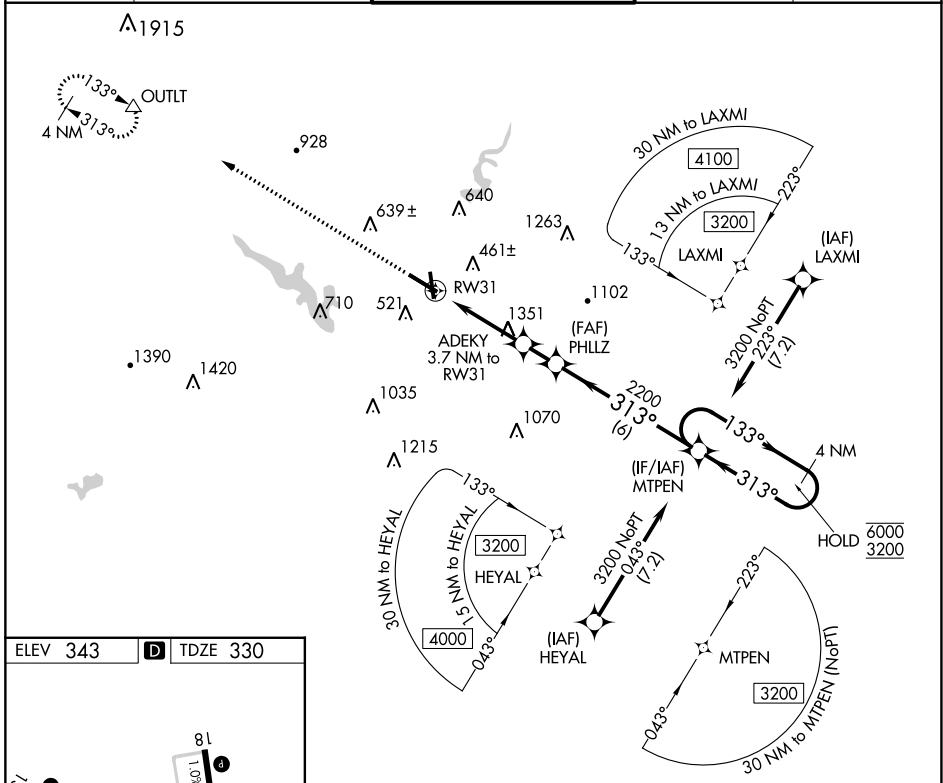 1915
133°
OUTLT
4 NM
313°
928
639±
640
1263
461±
RW31
710
521
1351
1102
ADEKY
3.7 NM to
RW31
(FAF)
PHLLZ
1390
1420
1035
1070
1215
2200
313°
(6)
30 NM to LAXMI
4100
13 NM to LAXMI
3200
223°
133°
LAXMI
(IAF)
LAXMI
3200 NoPT
223°
(7.2)
133°
4 NM
313°
(IF/IAF)
MTPEN
HOLD
6000
3200
133°
30 NM to HEYAL
15 NM to HEYAL
3200
HEYAL
4000
043°
3200 NoPT
043°
(7.2)
(IAF)
HEYAL
223°
MTPEN
3200
043°
30 NM to MTPEN (NoPT)
ELEV 343
D
TDZE 330
18
P
1.0%